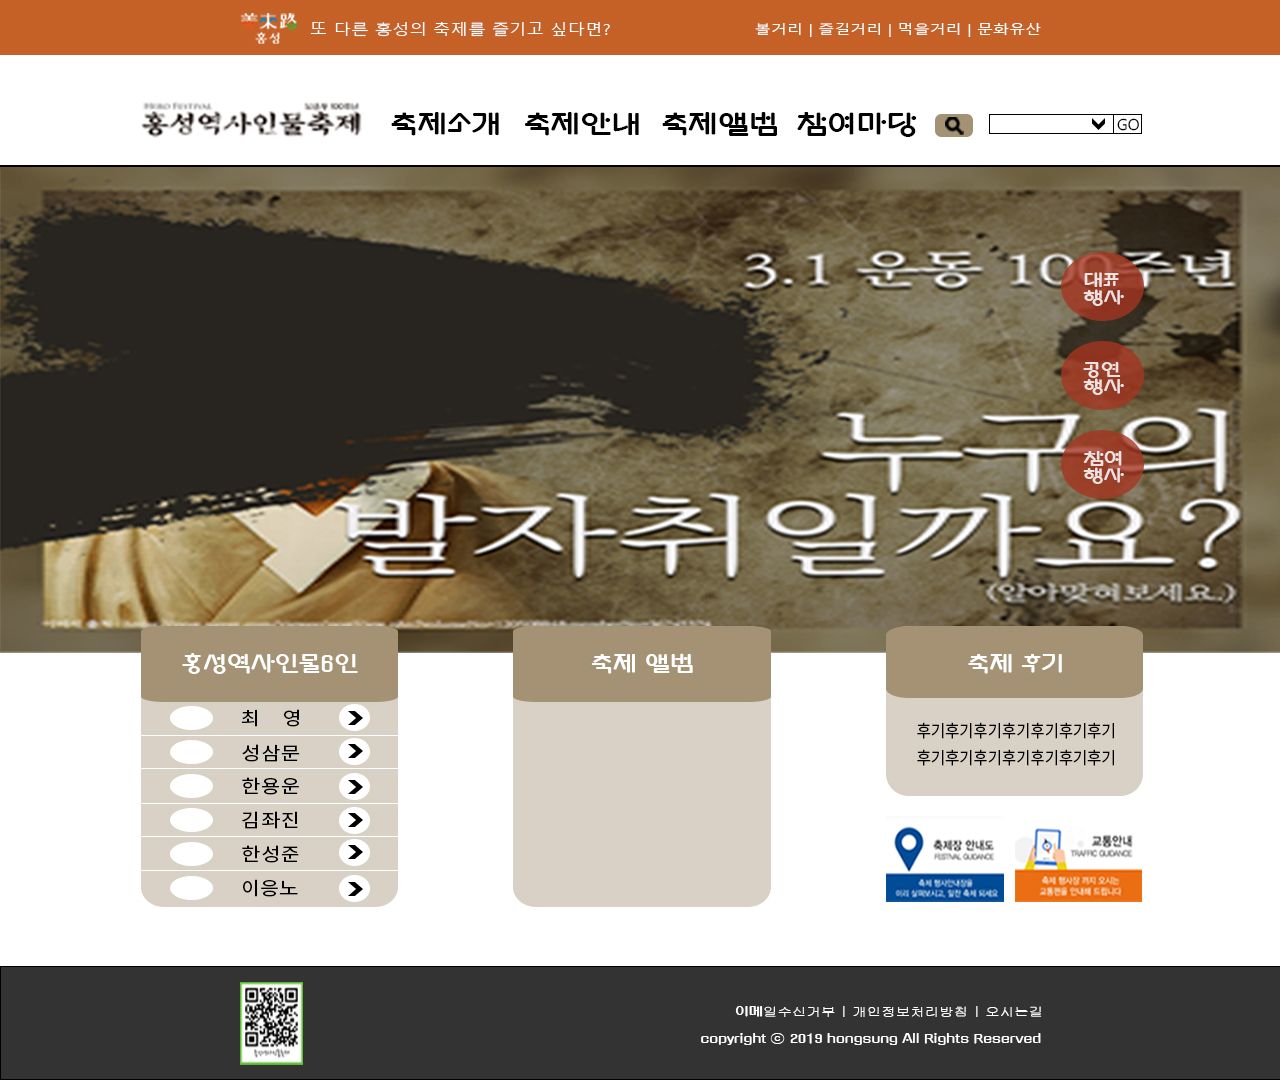 또 다른 홍성의 축제를 즐기고 싶다면?
홍성
볼거리 | 즐길거리 | 먹을거리 | 문화유산
HERO FESTIVAL
홍성역사인물축제
축제소개 축제안내 축제앨범 참여마당
GO
3.1 운동 100주년
대표
행사
공연
행사
참여
행사
누구의
발자취일까요?
(알아맞혀보세요.)
홍성역사인물6인
최 영
성삼문
한용운
김좌진
한성준
이응노
축제 앨범
축제 후기
후기후기후기후기후기후기후기
후기후기후기후기후기후기후기
축제장 안내도
FESTIVAL GUIDANCE
축제 행사안내장을
미리 살펴보시고, 알찬 축제 되세요
교통안내
TRAFFIC GUIDANCE
축제 행사장 까지 오시는
교통편을 안내해 드립니다
이메일수신거부 | 개인정보처리방침 | 오시는길
copyright ⓒ 2019 hongsung All Rights Reserved